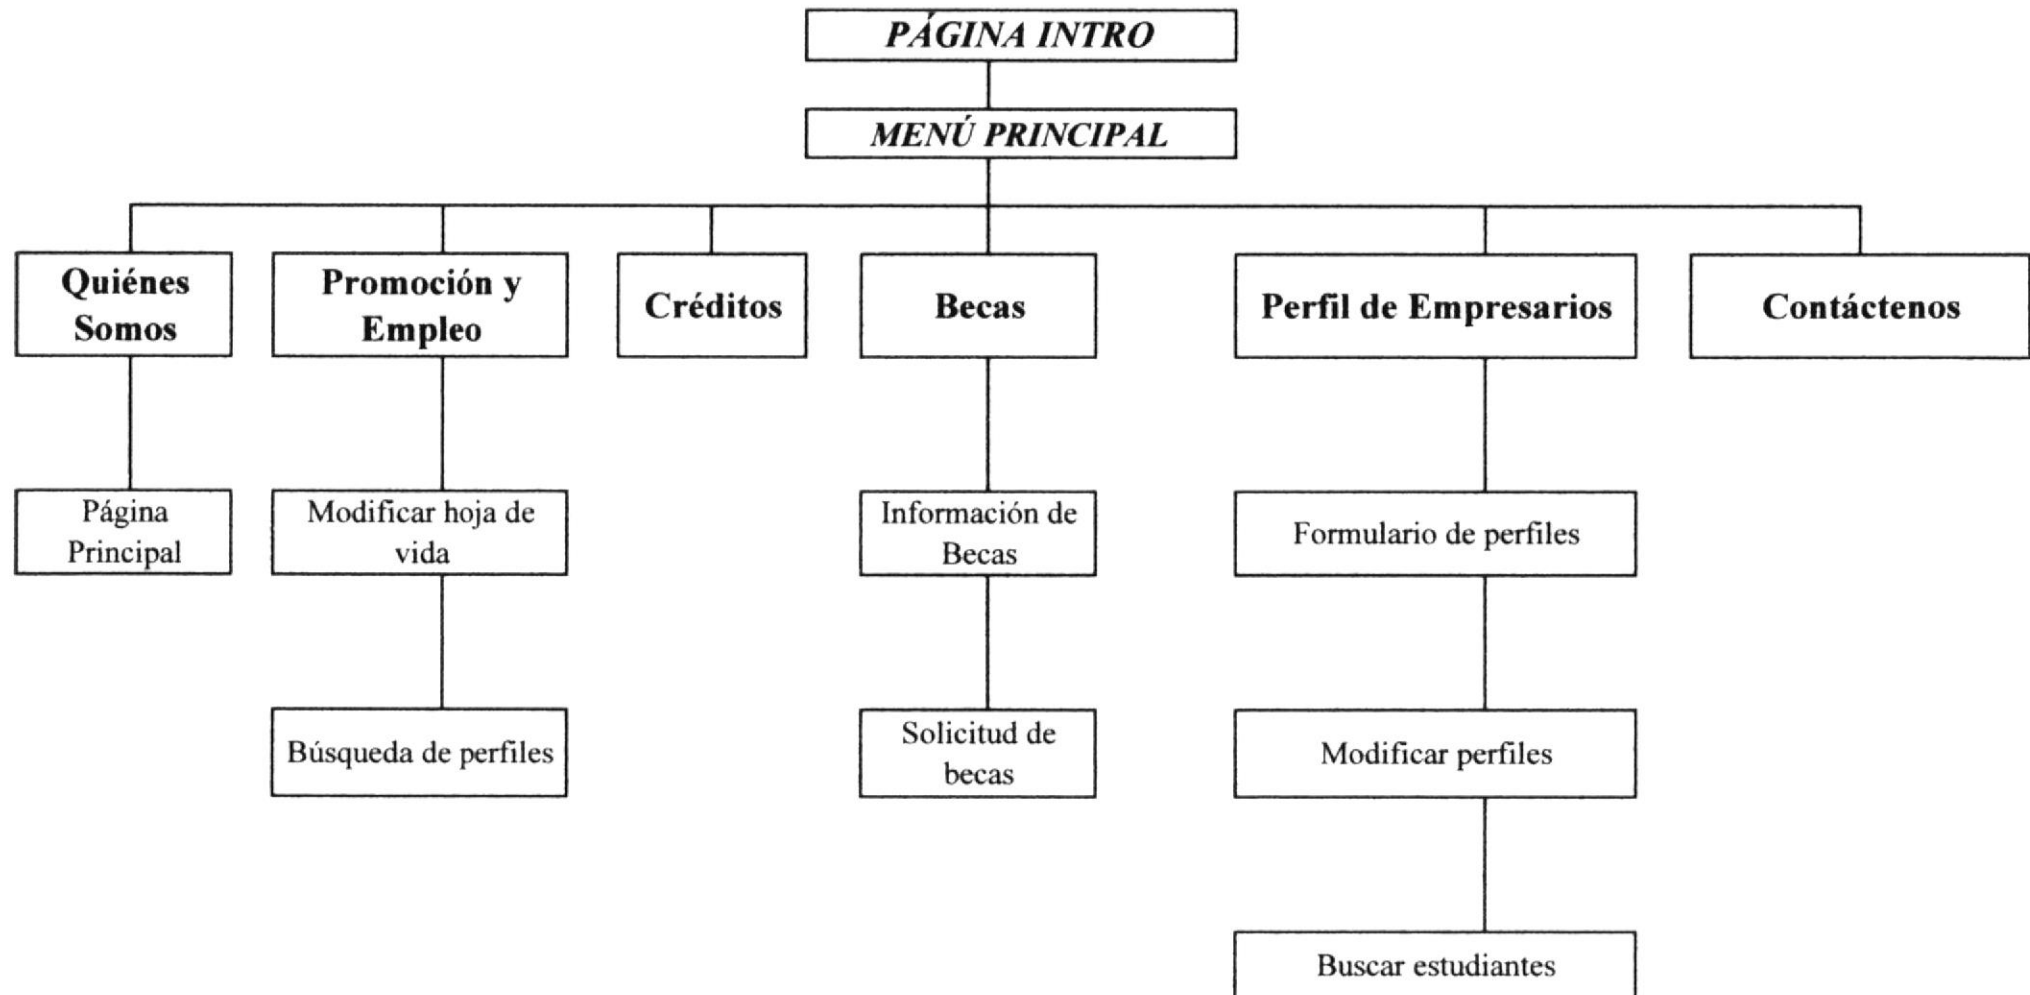 PÁGINA INTRO
MENÚ PRINCIPAL
Quiénes
Somos
Promoción y
Empleo
Créditos
Becas
Perfil de Empresarios
Contáctenos
Página
Principal
Modificar hoja de
vida
Información de
Becas
Formulario de perfiles
Búsqueda de perfiles
Solicitud de
becas
Modificar perfiles
Buscar estudiantes